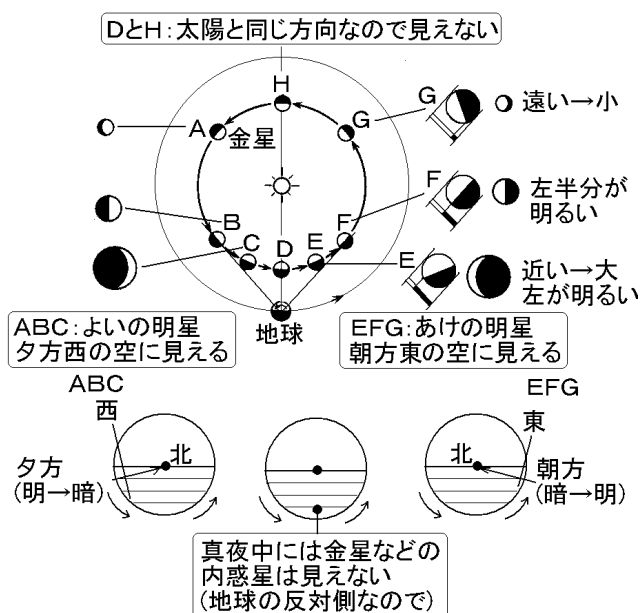 DとH:太陽と同じ方向なので見えない
H
A
金星
G
G
遠い→小
F
左半分が
明るい
B
C
D
E
F
E
近い→大
左が明るい
地球
ABC:よいの明星
夕方西の空に見える
EFG:あけの明星
朝方東の空に見える
ABC
西
EFG
東
北
夕方
(明→暗)
北
朝方
(暗→明)
真夜中には金星などの
内惑星は見えない
(地球の反対側なので)